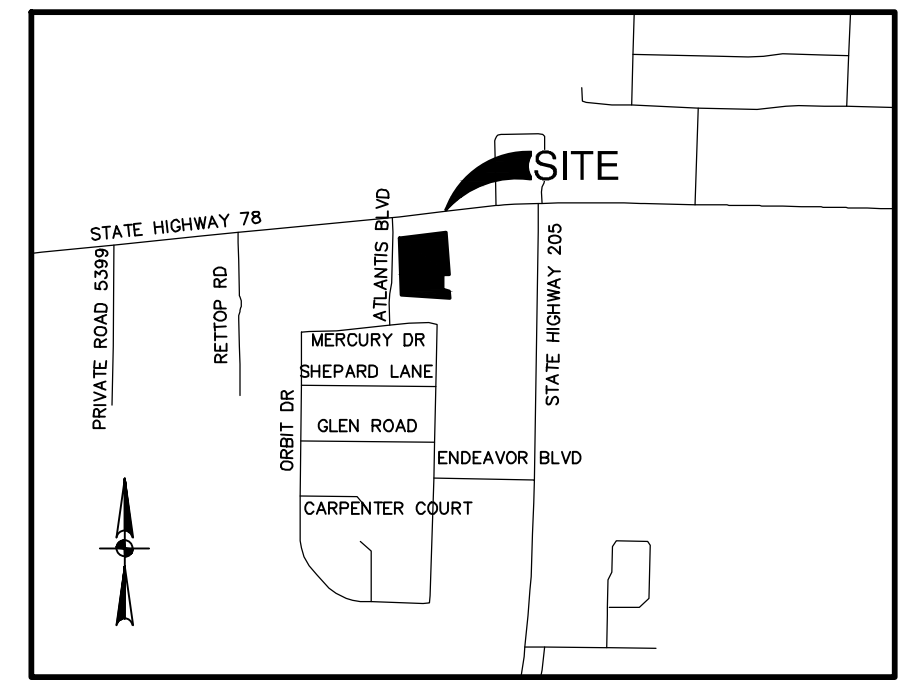 SITE
STATE HIGHWAY 78
ATLANTIS BLVD
STATE HIGHWAY 205
PRIVATE ROAD 5399
RETTOP RD
MERCURY DR
SHEPARD LANE
ORBIT DR
GLEN ROAD
ENDEAVOR BLVD
CARPENTER COURT